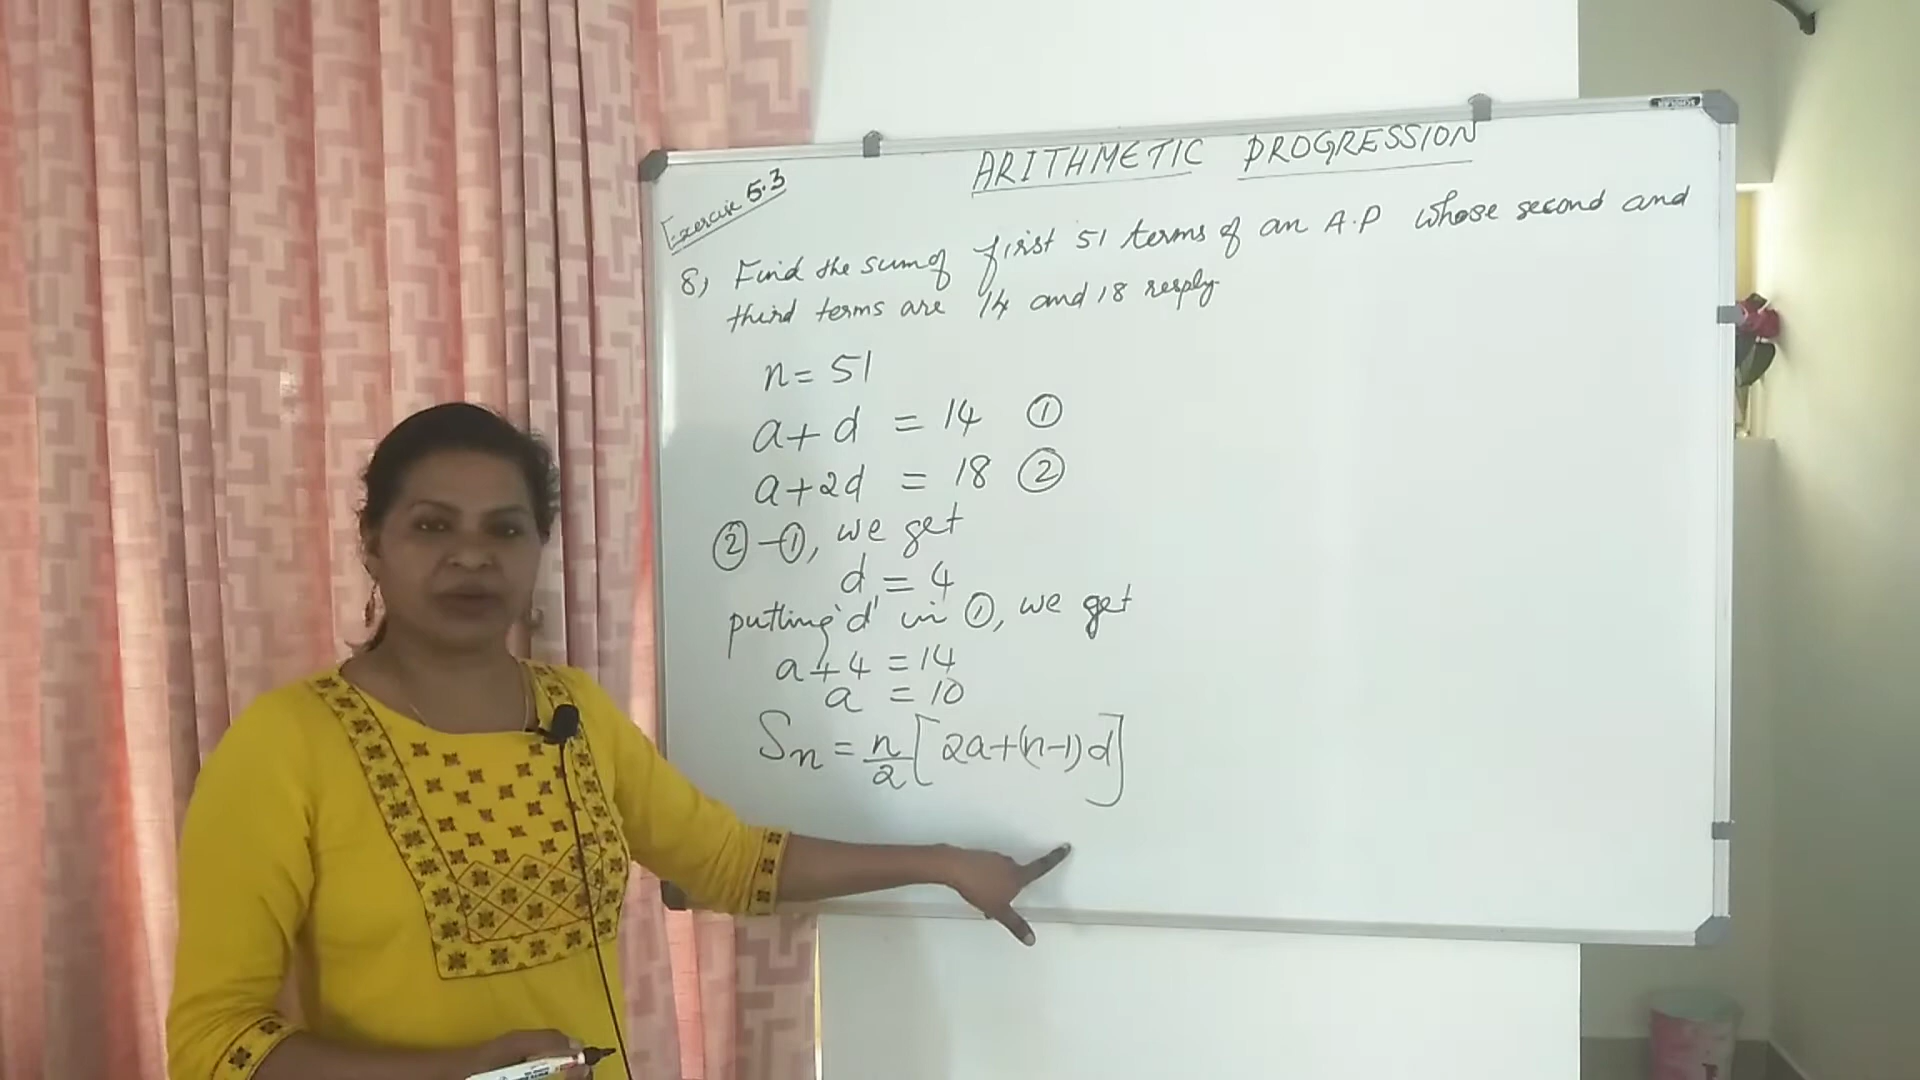 ARITHMETIC PROGRESSION
Exercise 5.3
8) Find the sum of first 51 terms of an A.P whose second and
third terms are 14 and 18 resply.
n = 51
a + d = 14 ①
a + 2d = 18 ②
② - ①, we get
d = 4
putting 'd' in ①, we get
a + 4 = 14
a = 10
Sn = n/2 [2a + (n-1) d]